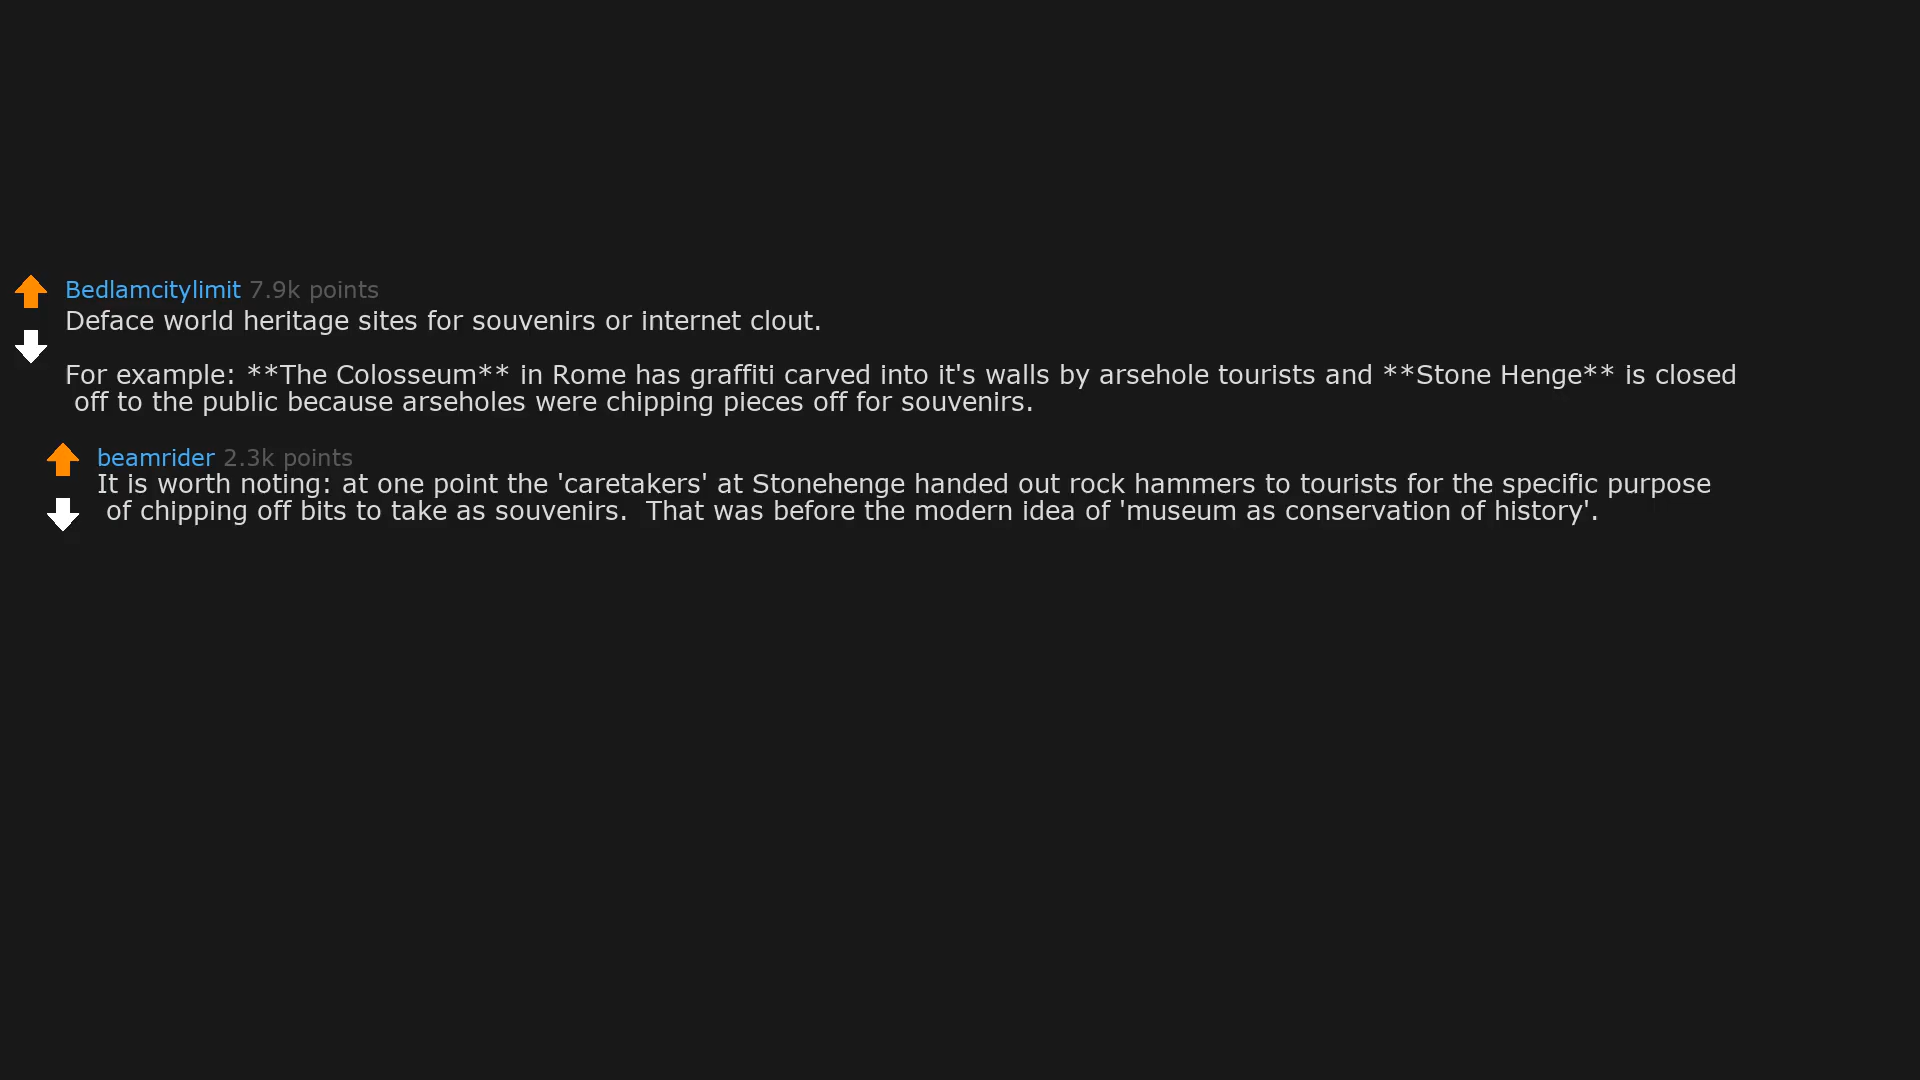 Bedlamcitylimit 7.9k points
Deface world heritage sites for souvenirs or internet clout.
For example: **The Colosseum** in Rome has graffiti carved into it's walls by arsehole tourists and **Stone Henge** is closed
off to the public because arseholes were chipping pieces off for souvenirs.
beamrider 2.3k points
It is worth noting: at one point the 'caretakers' at Stonehenge handed out rock hammers to tourists for the specific purpose
of chipping off bits to take as souvenirs.  That was before the modern idea of 'museum as conservation of history'.